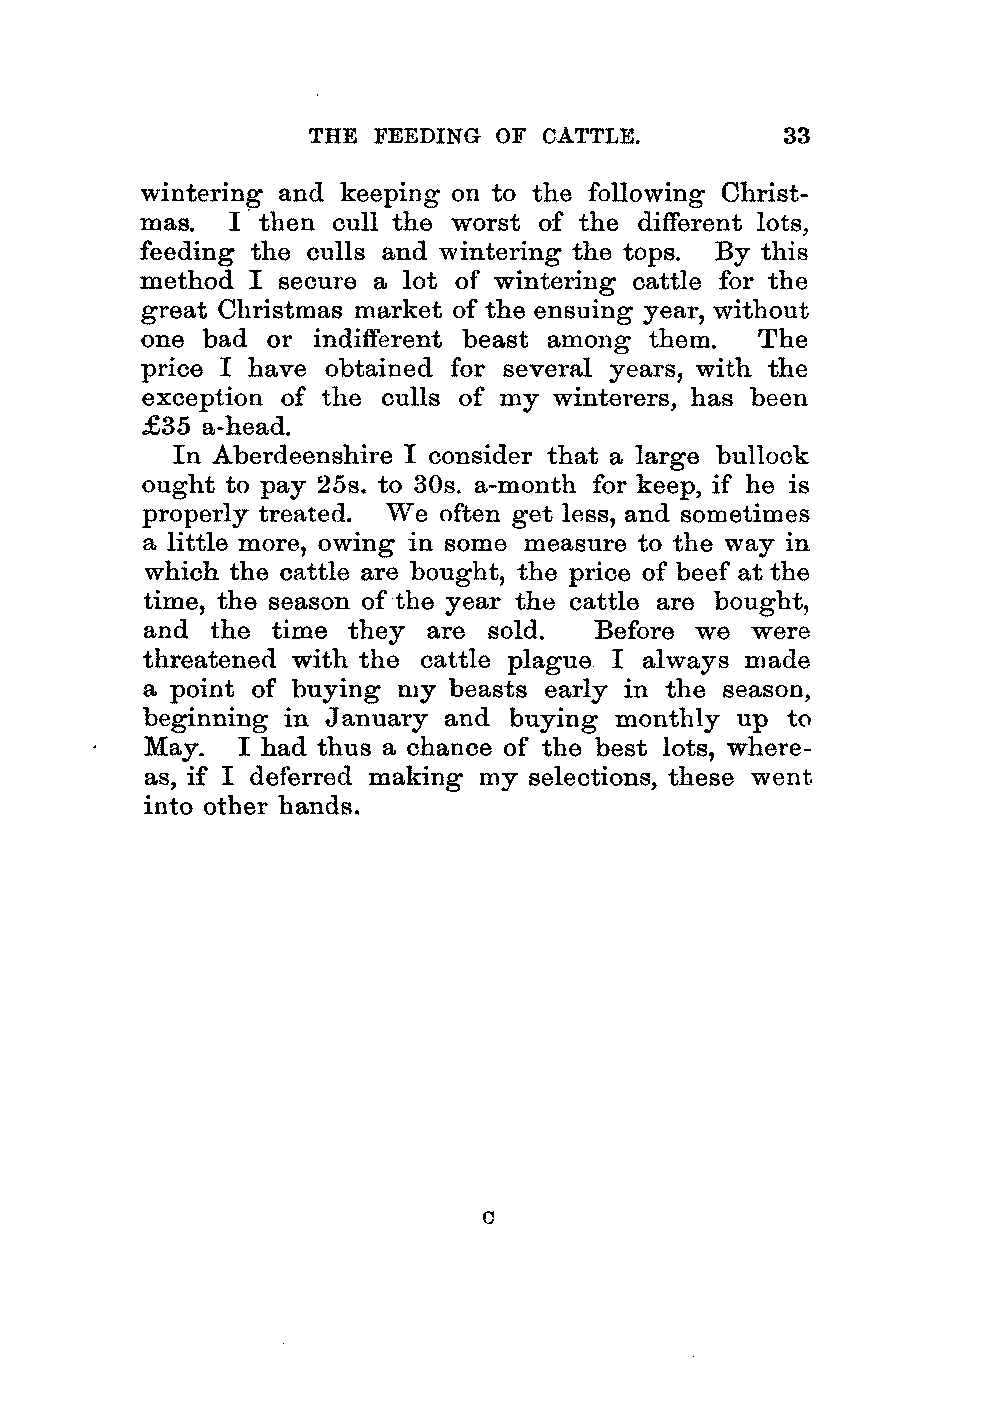 THE FEEDING OF CATTLE. 33
wintering and keeping on to the following Christ-
mas. I then cull the worst of the different lots,
feeding the culls and wintering the tops. By this
method I secure a lot of wintering cattle for the
great Christmas market of the ensuing year, without
one bad or indifferent beast among them. The
price I have obtained for several years, with the
exception of the culls of my winterers, has been
£35 a-head.
In Aberdeenshire I consider that a large bullock
ought to pay 25s. to 30s. a-month for keep, if he is
properly treated. We often get less, and sometimes
a little more, owing in some measure to the way in
which the cattle are bought, the price of beef at the
time, the season of the year the cattle are bought,
and the time they are sold. Before we were
threatened with the cattle plague I always made
a point of buying my beasts early in the season,
beginning in January and buying monthly up to
May. I had thus a chance of the best lots, where-
as, if I deferred making my selections, these went
into other hands.
C